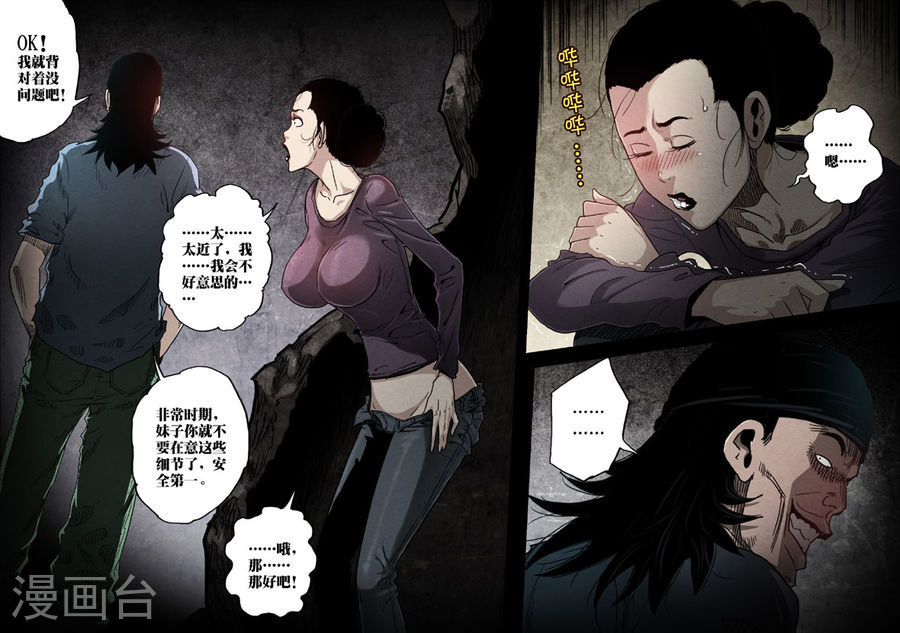 OK！
我就背
对着没
问题吧！
……太……
太近了，我
……我会不
好意思的…
…
非常时期，
妹子你就不
要在意这些
细节了，安
全第一。
……哦，
那……
那好吧！
哗哗哗哗……
……
嗯……
……
……
漫画台